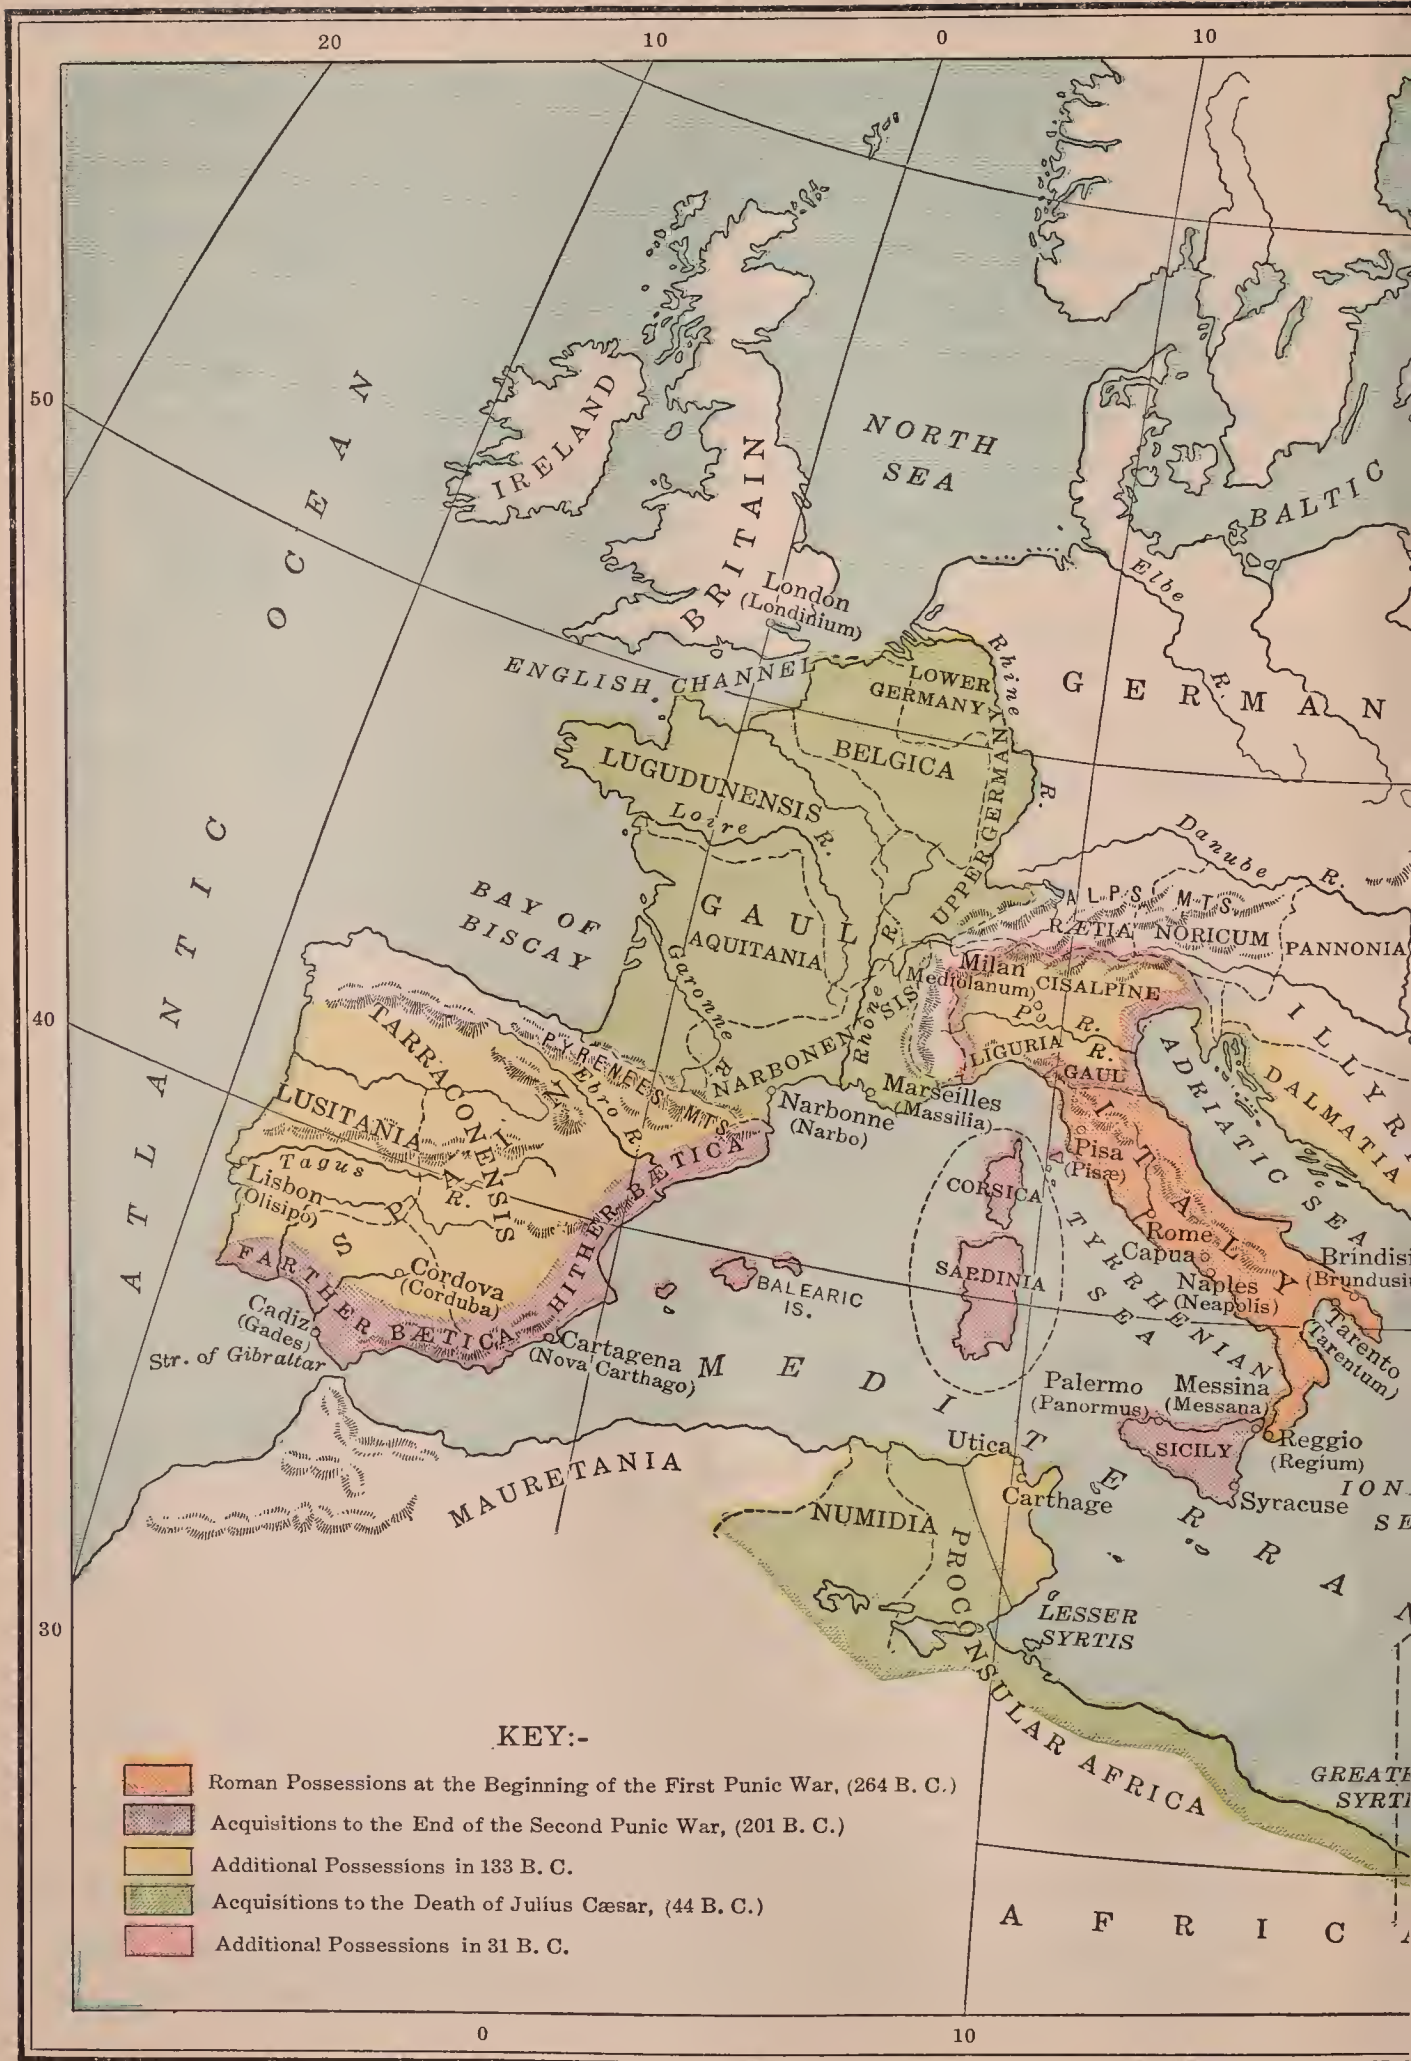 20 10 0 10
50
40
30
ATLANTIC OCEAN
IRELAND
BRITAIN
NORTH
SEA
BALTIC
London
(Londinium)
ENGLISH CHANNEL
Elbe R.
Rhine R.
GERMAN
LOWER
GERMANY
BELGICA
UPPER GERMANY
LUGUDUNENSIS
Loire R.
Danube R.
BAY OF
BISCAY
GAUL
AQUITANIA
Garonne R.
Rhone R.
ALPS MTS.
RÆTIA
NORICUM
PANNONIA
Milan
(Mediolanum)
CISALPINE
Po R.
R.
LIGURIA
GAUL
ILLYR
DALMATIA
ADRIATIC SEA
NARBONENSIS
Marseilles
(Massilia)
Narbonne
(Narbo)
PYRENEES MTS.
TARRACONENSIS
Ebro R.
LUSITANIA
SPAIN
Tagus R.
Lisbon
(Olisipo)
Cordova
(Corduba)
FARTHER BÆTICA
HITHER BÆTICA
Cadiz
(Gades)
Str. of Gibraltar
Cartagena
(Nova Carthago)
BALEARIC
IS.
CORSICA
SARDINIA
ITALY
Pisa
(Pisæ)
Rome
Capua
Naples
(Neapolis)
Brindisi
(Brundusiu
Tarento
Tarentum)
TYRRHENIAN
SEA
Palermo
(Panormus)
Messina
(Messana)
SICILY
Reggio
(Regium)
Syracuse
ION
SE
MEDITERRAN
Utica
Carthage
MAURETANIA
NUMIDIA
PROCONSULAR AFRICA
LESSER
SYRTIS
GREATE
SYRTI
AFRICA
KEY:-
Roman Possessions at the Beginning of the First Punic War, (264 B. C.)
Acquisitions to the End of the Second Punic War, (201 B. C.)
Additional Possessions in 133 B. C.
Acquisitions to the Death of Julius Cæsar, (44 B. C.)
Additional Possessions in 31 B. C.
0 10